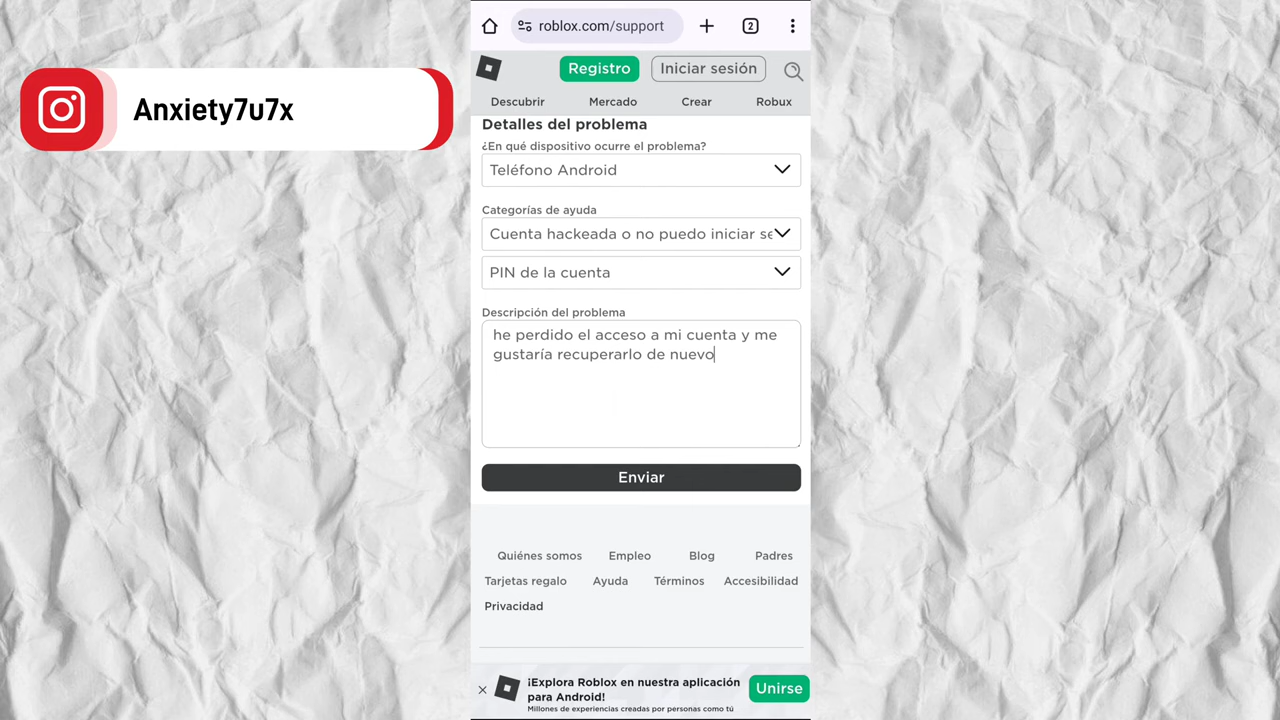 Anxiety7u7x
roblox.com/support
2
Registro
Iniciar sesión
Descubrir
Mercado
Crear
Robux
Detalles del problema
¿En qué dispositivo ocurre el problema?
Teléfono Android
Categorías de ayuda
Cuenta hackeada o no puedo iniciar se
PIN de la cuenta
Descripción del problema
he perdido el acceso a mi cuenta y me
gustaría recuperarlo de nuevo
Enviar
Quiénes somos
Empleo
Blog
Padres
Tarjetas regalo
Ayuda
Términos
Accesibilidad
Privacidad
¡Explora Roblox en nuestra aplicación
para Android!
Millones de experiencias creadas por personas como tú
Unirse